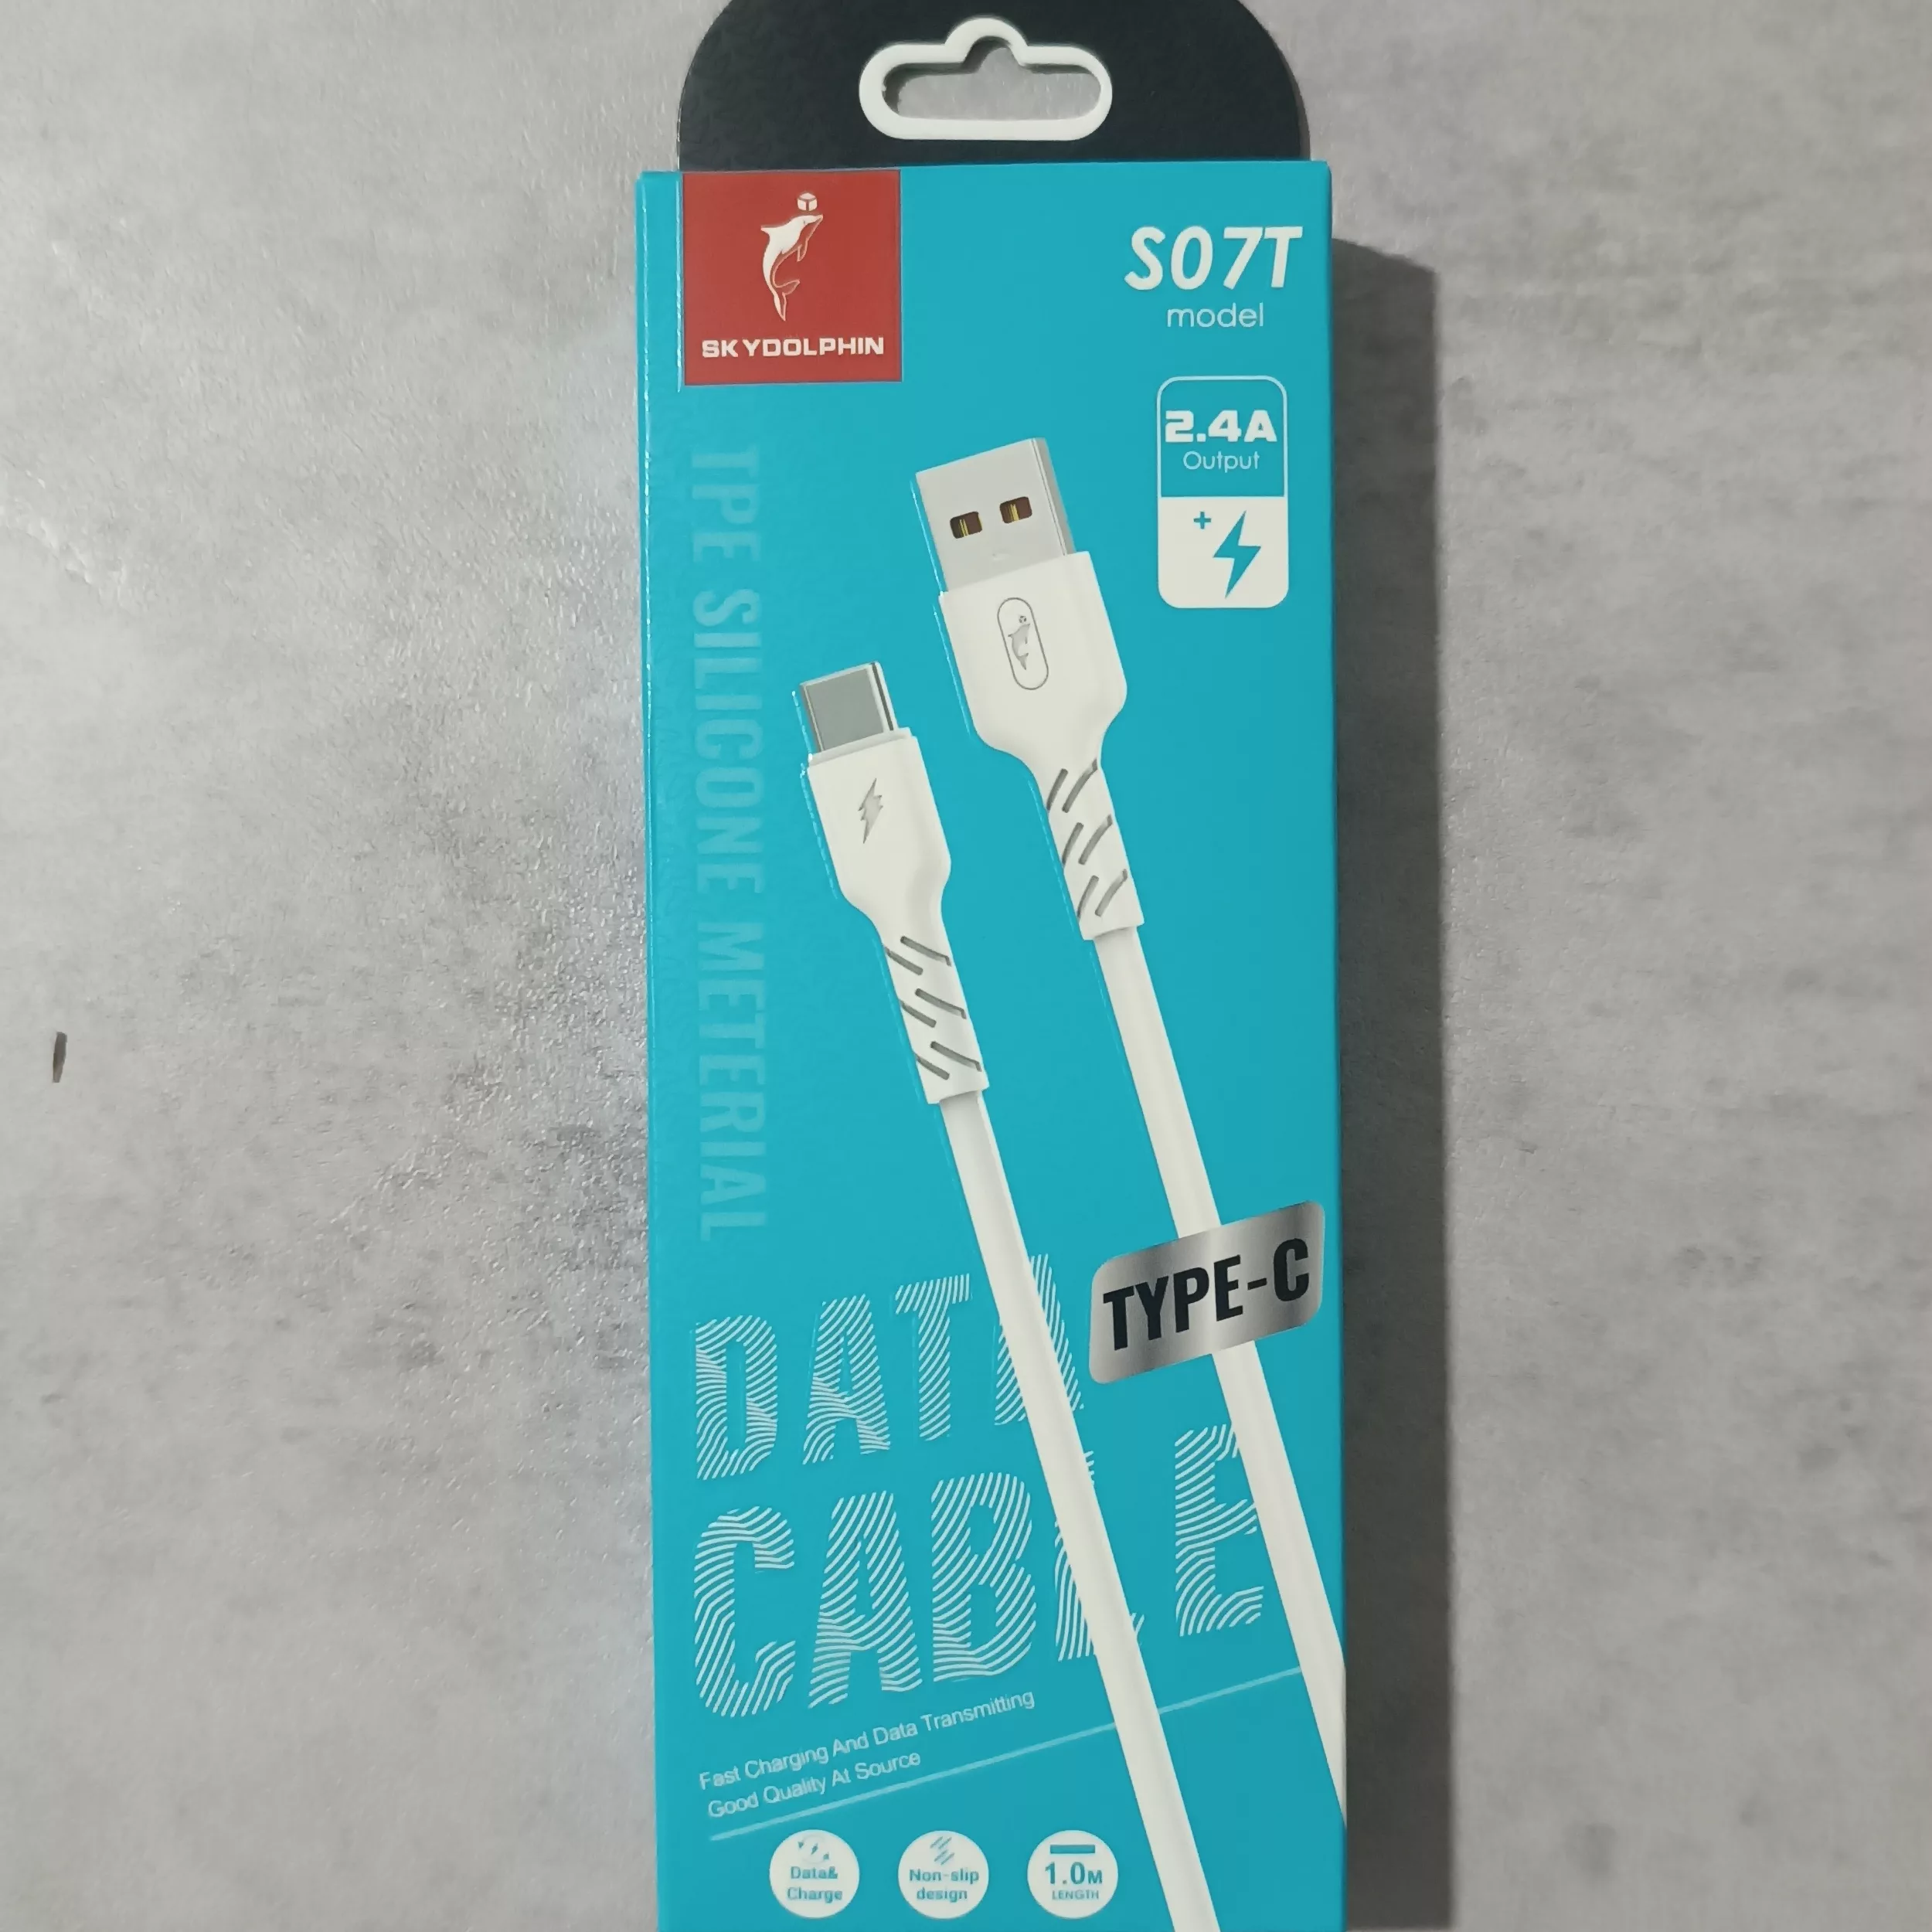 SKYDOLPHIN
S07T
model
2.4A
Output
+
TPE SILICONE METERIAL
TYPE-C
DATA
CABLE
Fast Charging And Data Transmitting
Good Quality At Source
Data&
Charge
Non-slip
design
1.0M
LENGTH